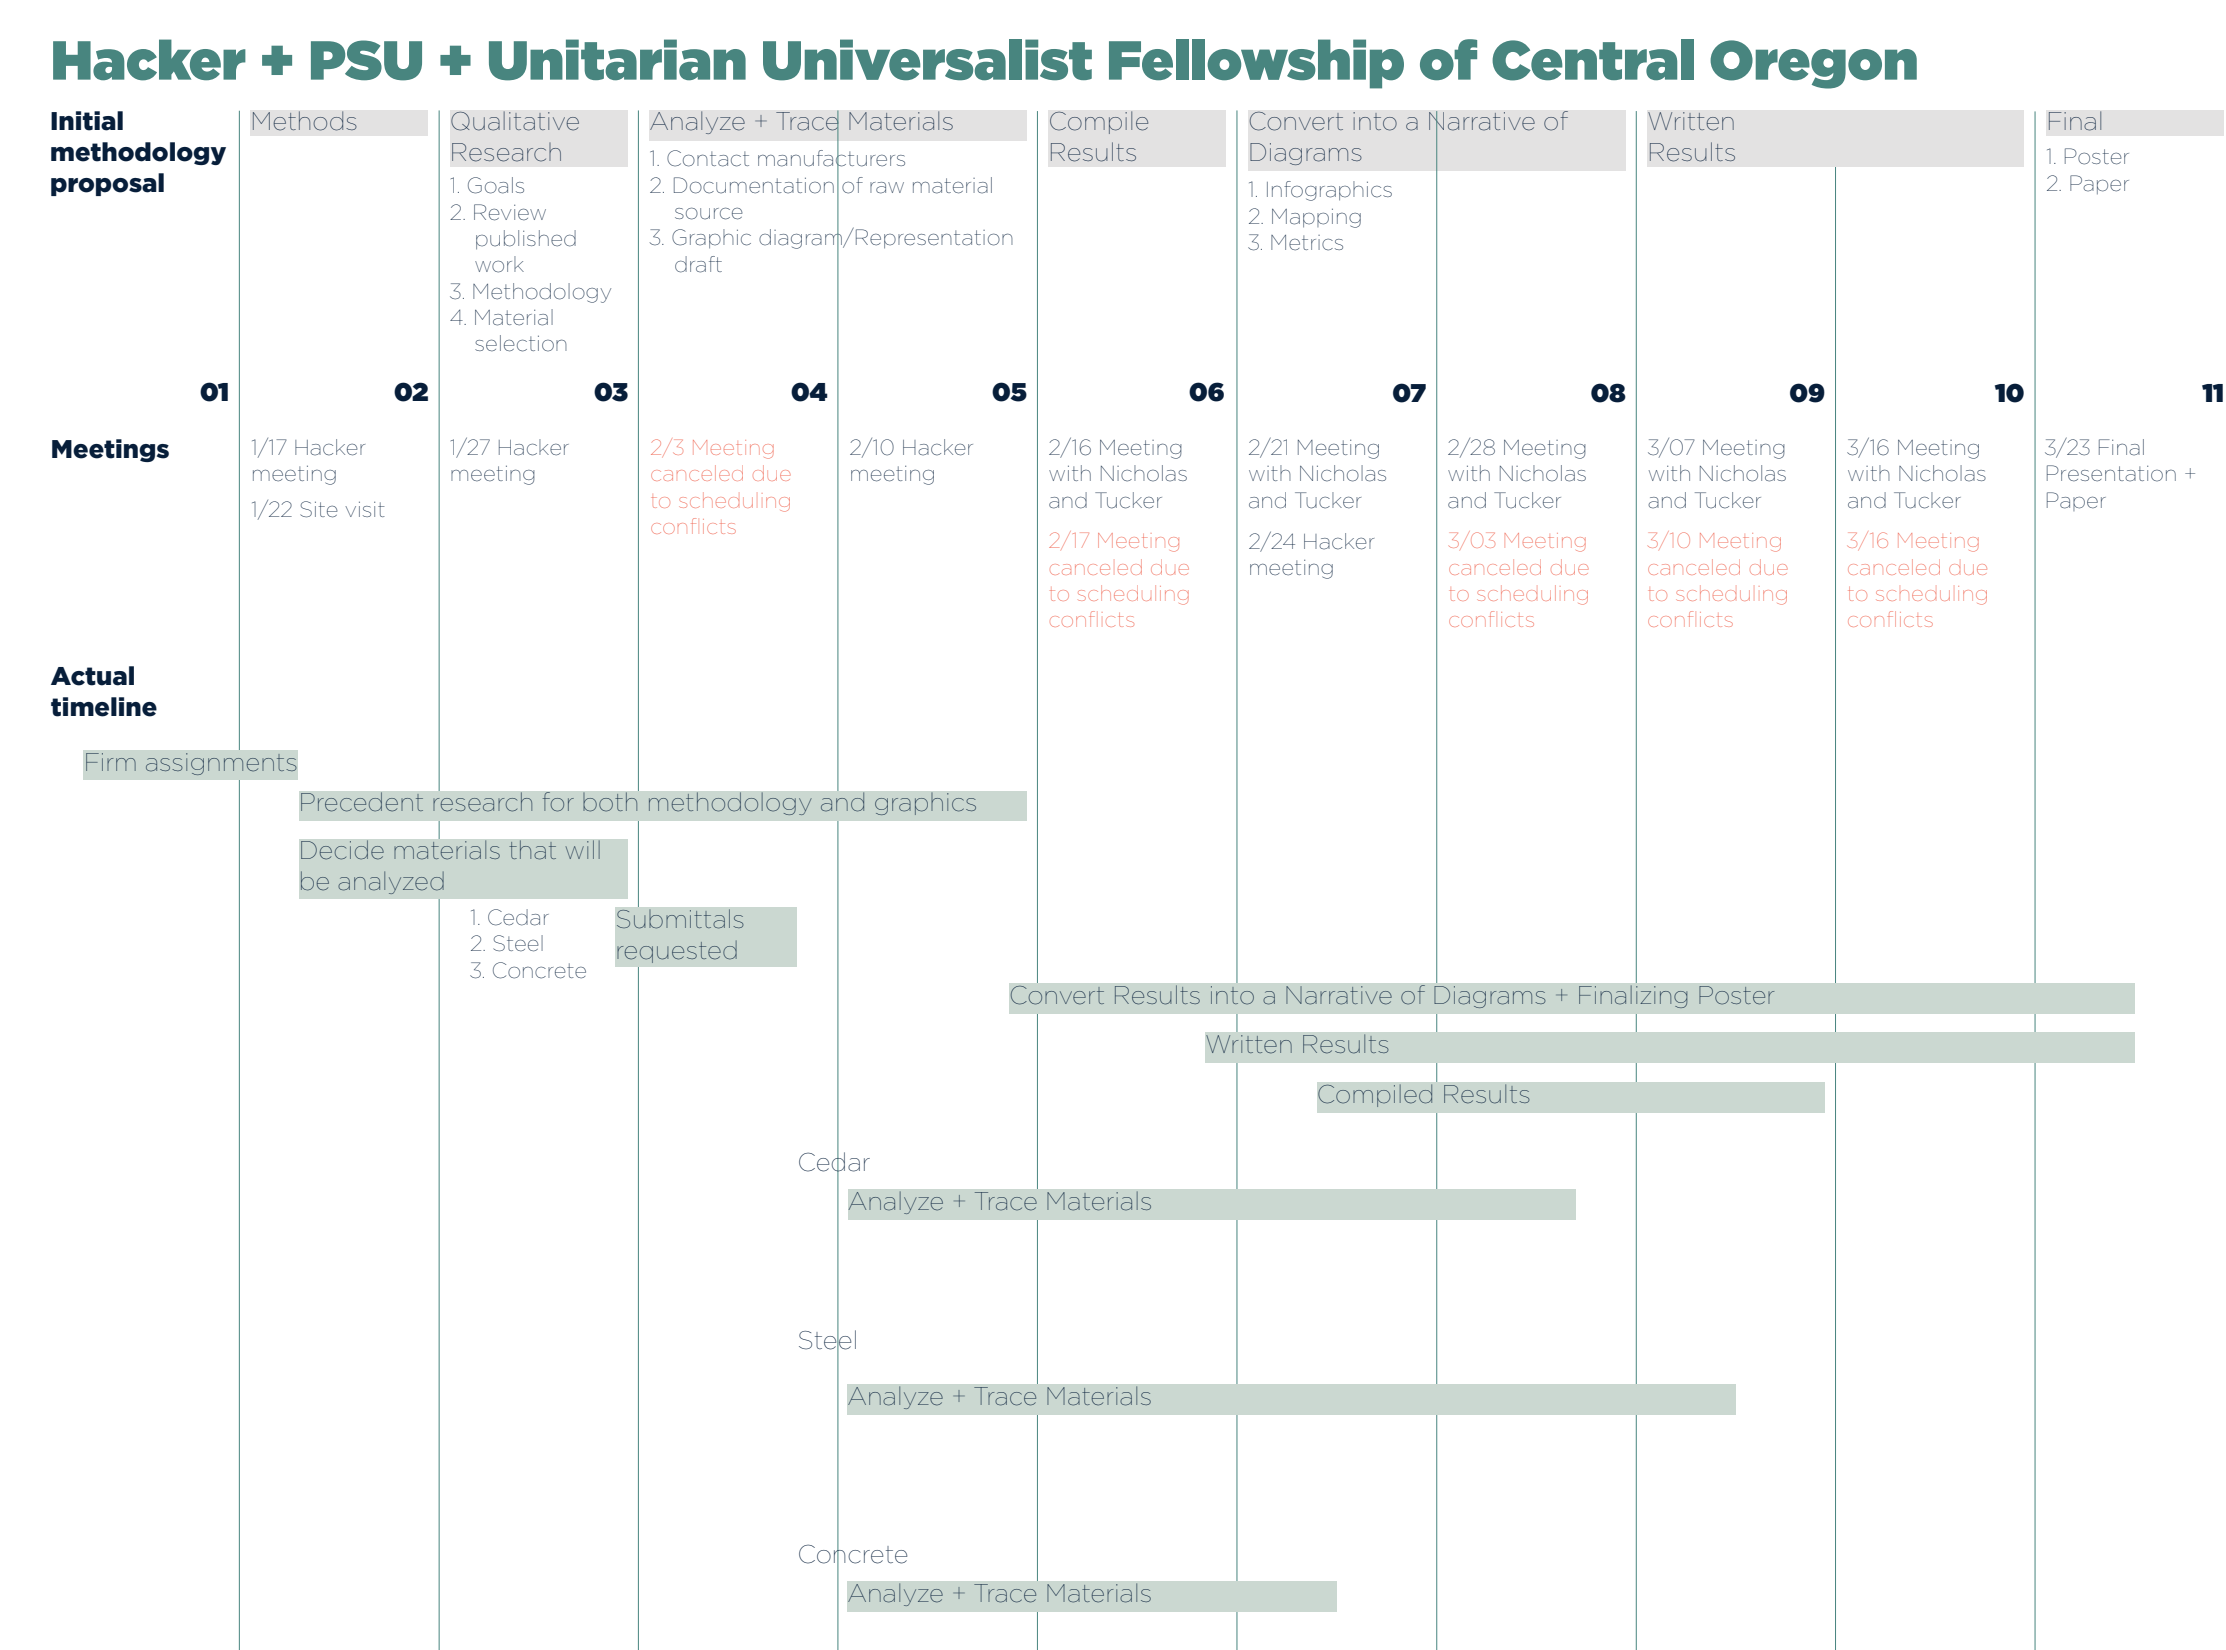 Hacker + PSU + Unitarian Universalist Fellowship of Central Oregon
Initial
methodology
proposal
Methods
Qualitative
Research
1. Goals
2. Review
published
work
3. Methodology
4. Material
selection
Analyze + Trace Materials
1. Contact manufacturers
2. Documentation of raw material
source
3. Graphic diagram/Representation
draft
Compile
Results
Convert into a Narrative of
Diagrams
1. Infographics
2. Mapping
3. Metrics
Written
Results
Final
1. Poster
2. Paper
01 02 03 04 05 06 07 08 09 10 11
Meetings
1/17 Hacker
meeting
1/22 Site visit
1/27 Hacker
meeting
2/3 Meeting
canceled due
to scheduling
conflicts
2/10 Hacker
meeting
2/16 Meeting
with Nicholas
and Tucker
2/17 Meeting
canceled due
to scheduling
conflicts
2/21 Meeting
with Nicholas
and Tucker
2/24 Hacker
meeting
2/28 Meeting
with Nicholas
and Tucker
3/03 Meeting
canceled due
to scheduling
conflicts
3/07 Meeting
with Nicholas
and Tucker
3/10 Meeting
canceled due
to scheduling
conflicts
3/16 Meeting
with Nicholas
and Tucker
3/16 Meeting
canceled due
to scheduling
conflicts
3/23 Final
Presentation +
Paper
Actual
timeline
Firm assignments
Precedent research for both methodology and graphics
Decide materials that will
be analyzed
1. Cedar
2. Steel
3. Concrete
Submittals
requested
Convert Results into a Narrative of Diagrams + Finalizing Poster
Written Results
Compiled Results
Cedar
Analyze + Trace Materials
Steel
Analyze + Trace Materials
Concrete
Analyze + Trace Materials